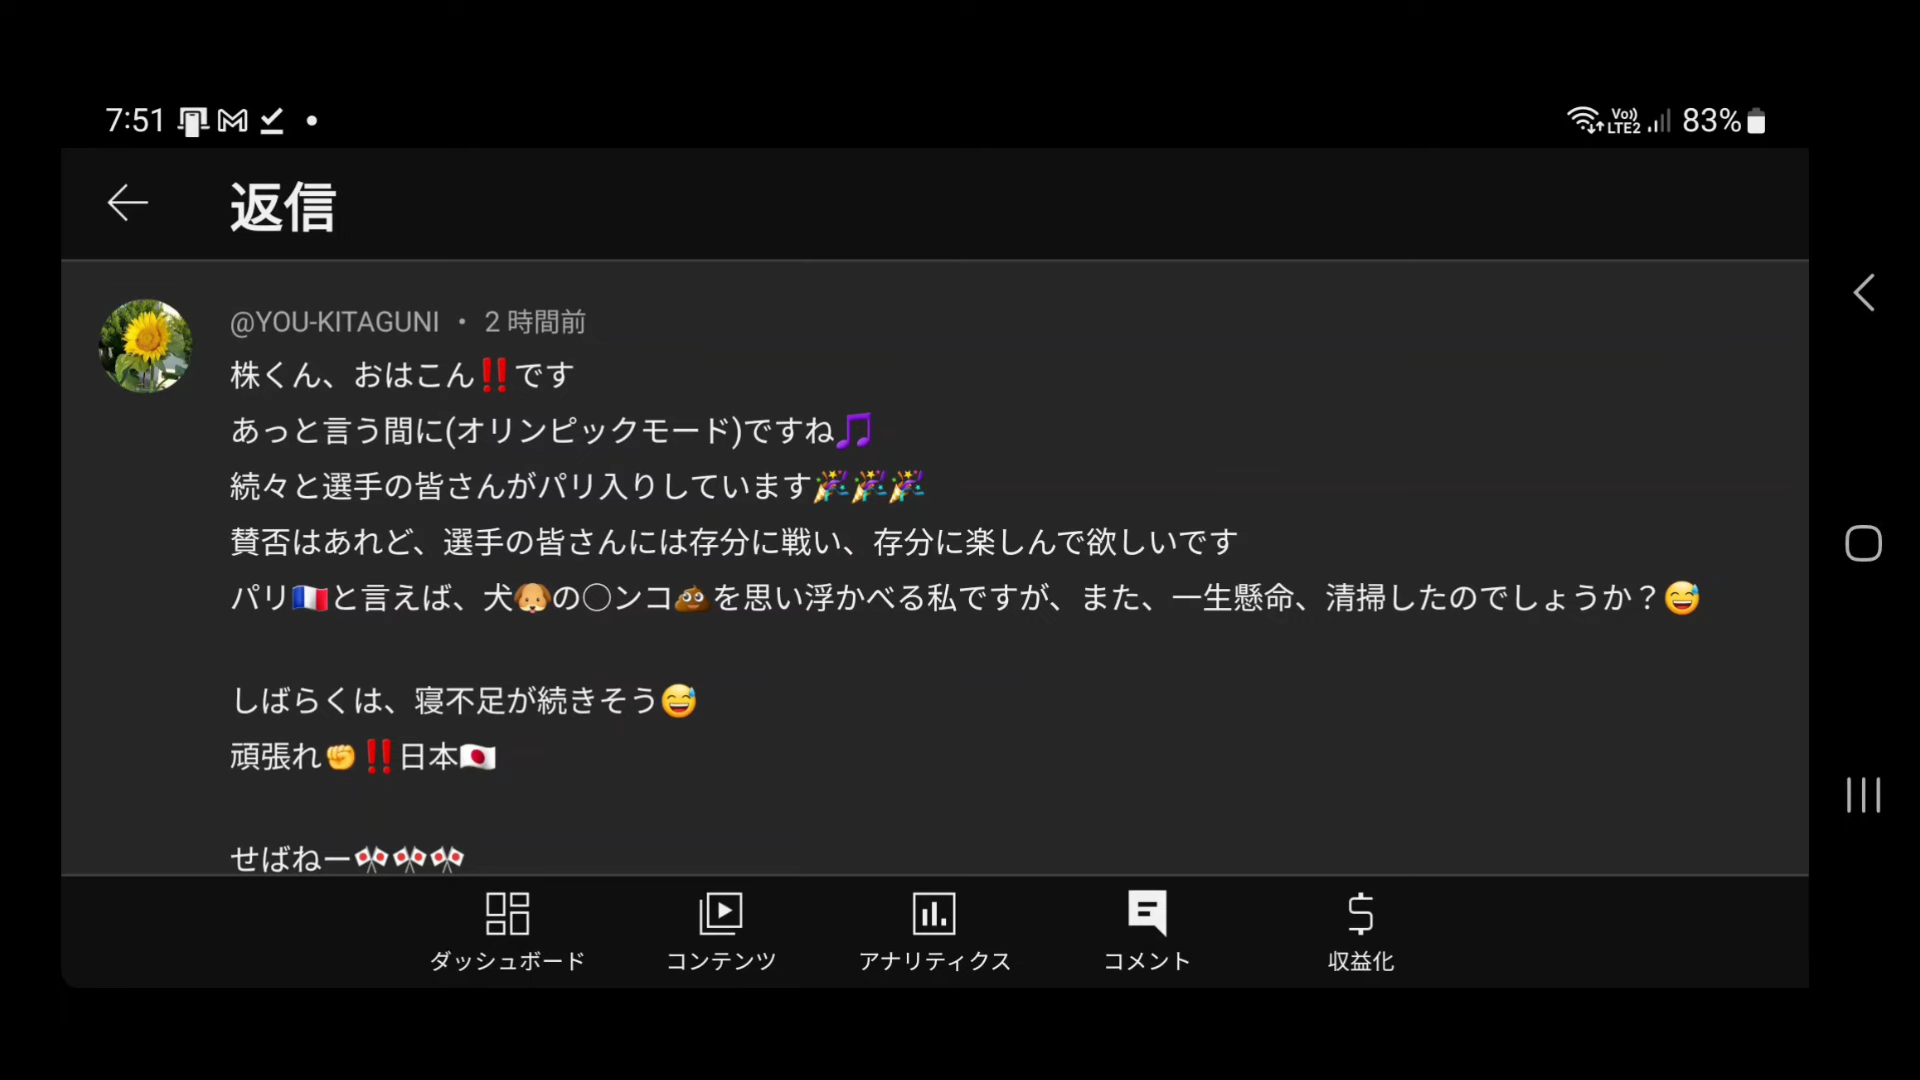 7:51
Vo)) LTE2 83%
返信
@YOU-KITAGUNI • 2 時間前
株くん、おはこん‼️です
あっと言う間に(オリンピックモード)ですね🎵
続々と選手の皆さんがパリ入りしています🎉🎉🎉
賛否はあれど、選手の皆さんには存分に戦い、存分に楽しんで欲しいです
パリ🇫🇷と言えば、犬🐶の◯ンコ💩を思い浮かべる私ですが、また、一生懸命、清掃したのでしょうか？😅
しばらくは、寝不足が続きそう😅
頑張れ✊‼️日本🇯🇵
せばねー🎌🎌🎌
ダッシュボード
コンテンツ
アナリティクス
コメント
収益化